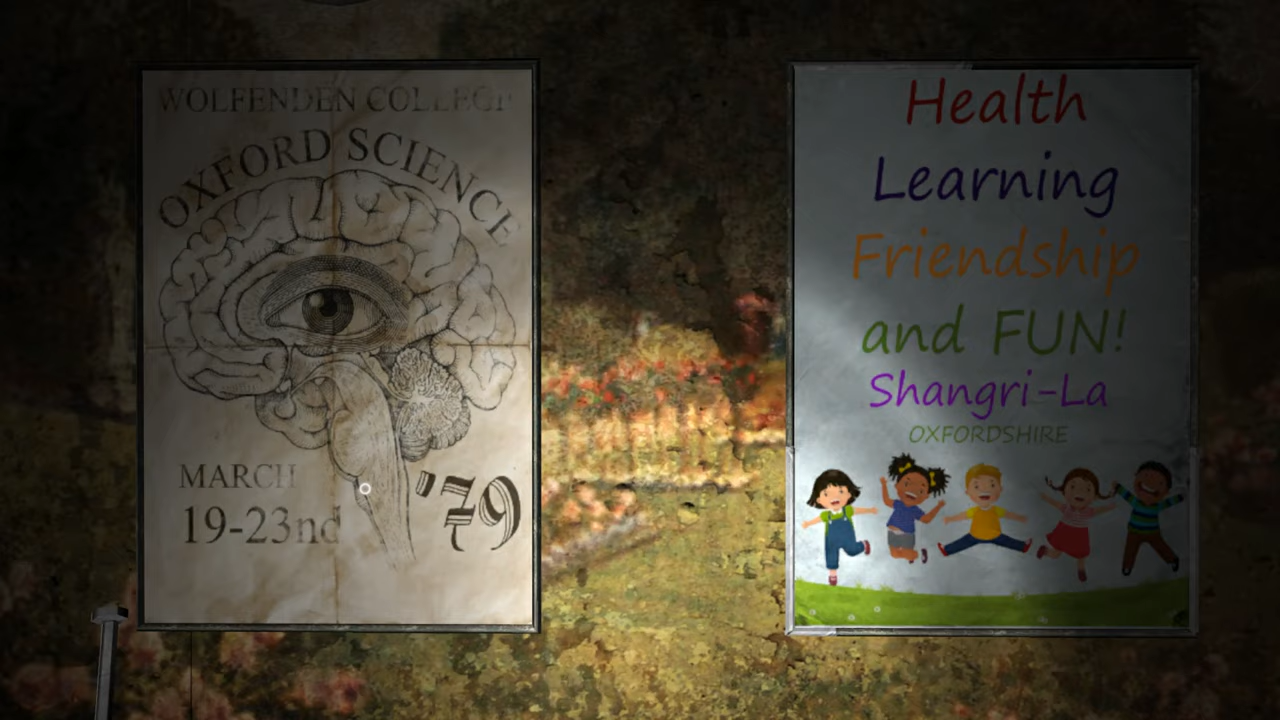 WOLFENDEN COLLEGE
OXFORD SCIENCE
MARCH
19-23nd
'79
Health
Learning
Friendship
and FUN!
Shangri-La
OXFORDSHIRE